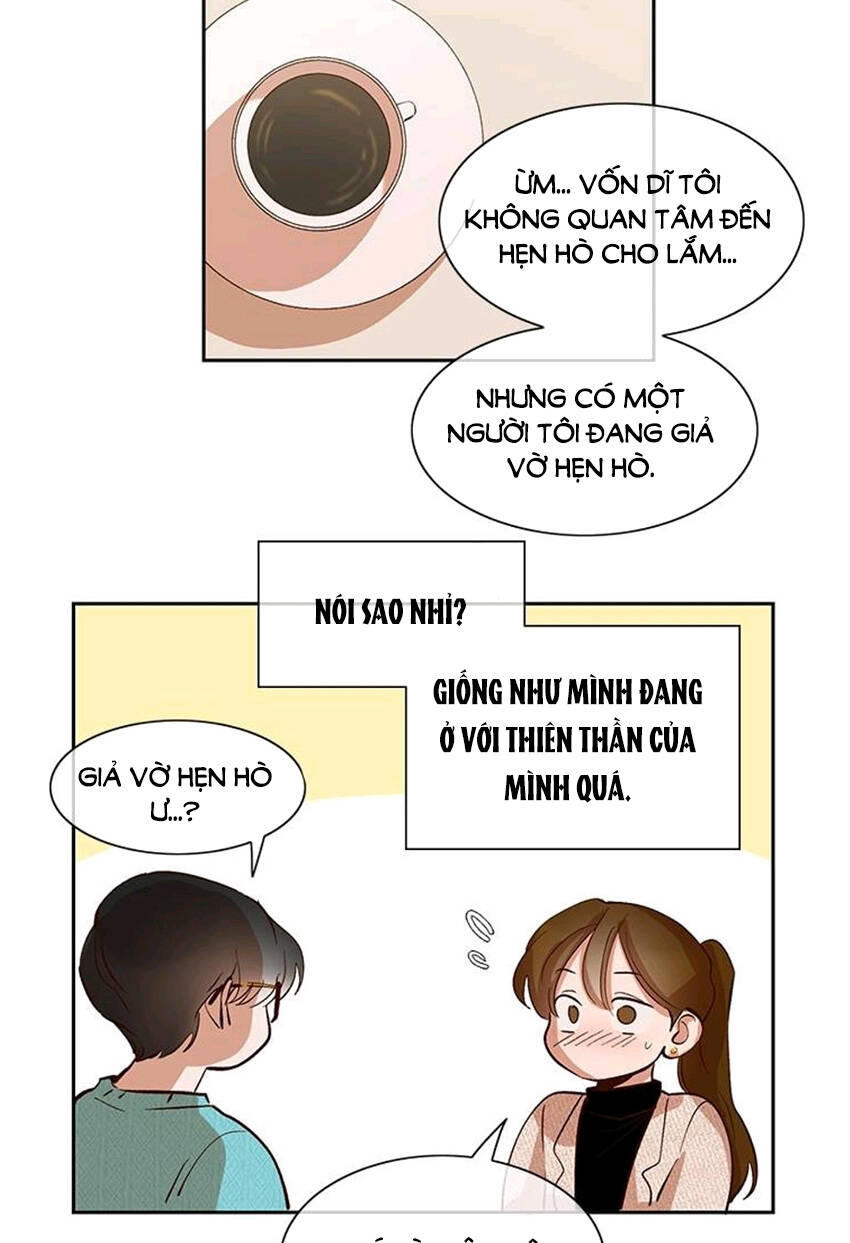 ỪM... VỐN DĨ TÔI
KHÔNG QUAN TÂM ĐẾN
HẸN HÒ CHO LẮM...
NHƯNG CÓ MỘT
NGƯỜI TÔI ĐANG GIẢ
VỜ HẸN HÒ.
NÓI SAO NHỈ?
GIỐNG NHƯ MÌNH ĐANG
Ở VỚI THIÊN THẦN CỦA
MÌNH QUÁ.
GIẢ VỜ HẸN HÒ
Ư...?